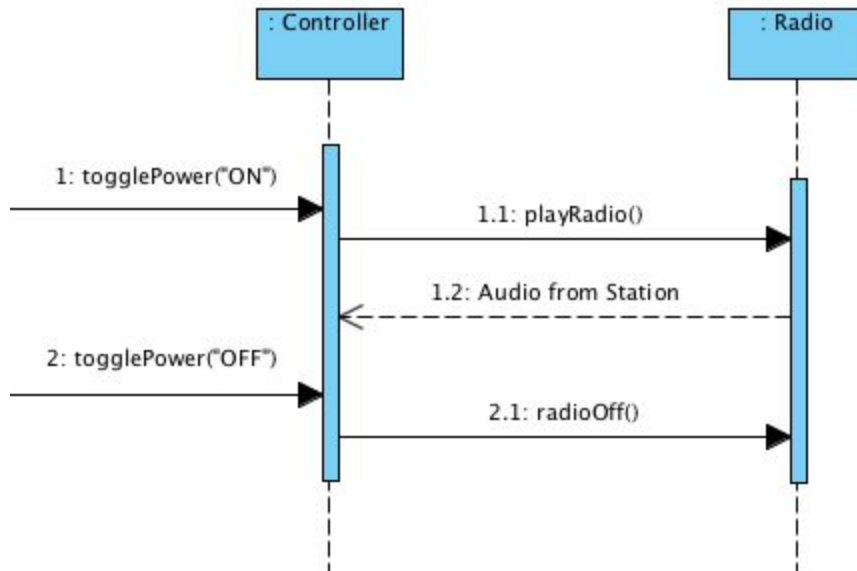 : Controller
: Radio
1: togglePower("ON")
1.1: playRadio()
1.2: Audio from Station
2: togglePower("OFF")
2.1: radioOff()